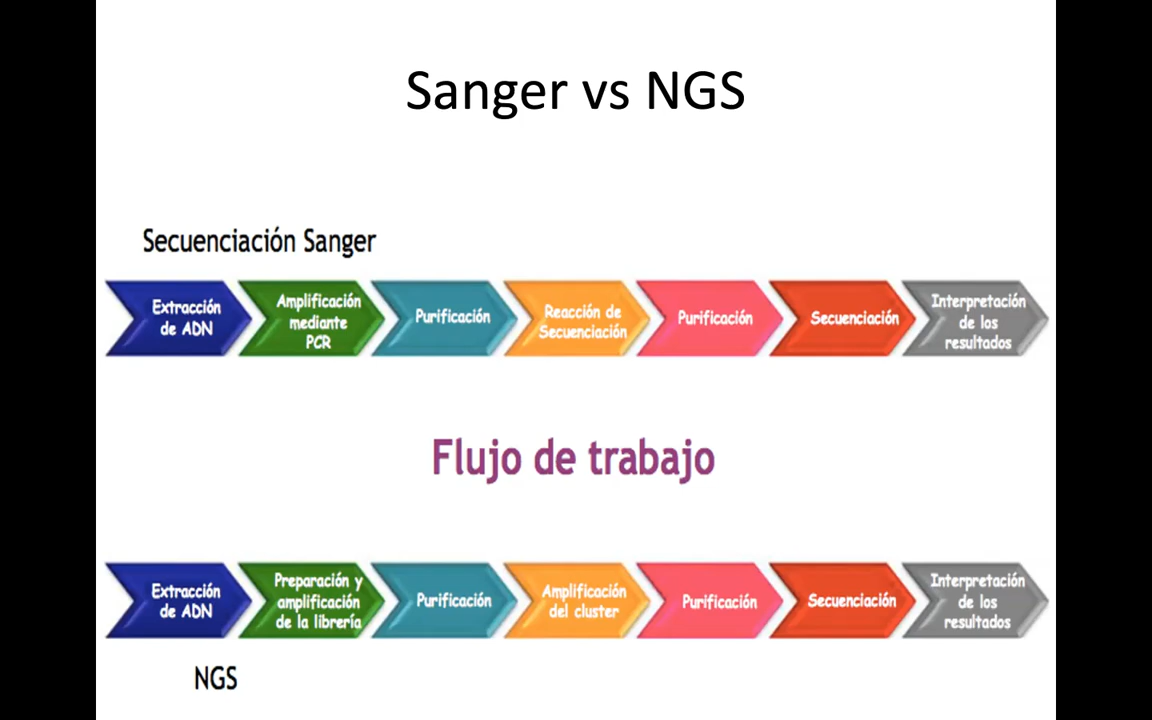 Sanger vs NGS
Secuenciación Sanger
Extracción
de ADN
Amplificación
mediante
PCR
Purificación
Reacción de
Secuenciación
Purificación
Secuenciación
Interpretación
de los
resultados
Flujo de trabajo
Extracción
de ADN
Preparación y
amplificación
de la librería
Purificación
Amplificación
del cluster
Purificación
Secuenciación
Interpretación
de los
resultados
NGS